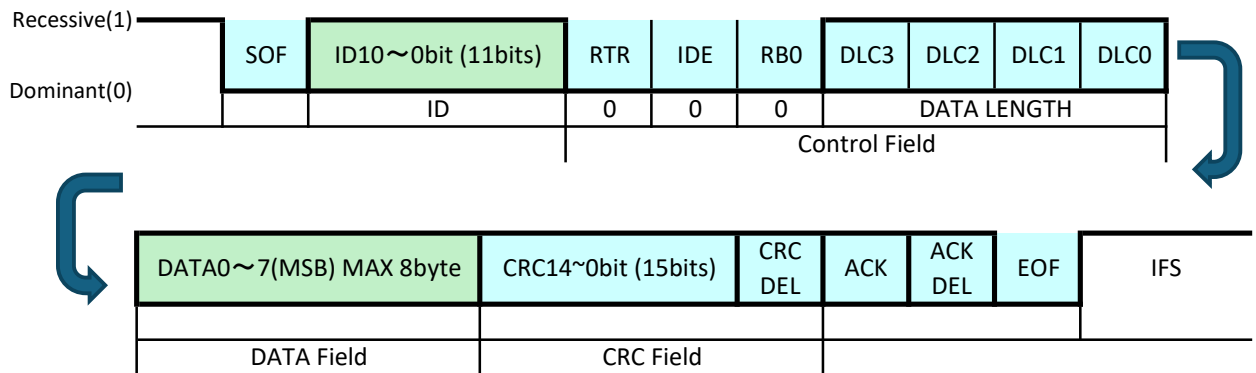 Recessive(1)
SOF ID10～0bit (11bits) RTR IDE RB0 DLC3 DLC2 DLC1 DLC0
Dominant(0)
ID 0 0 0 DATA LENGTH
Control Field
DATA0～7(MSB) MAX 8byte CRC14~0bit (15bits) CRC DEL ACK ACK DEL EOF IFS
DATA Field CRC Field